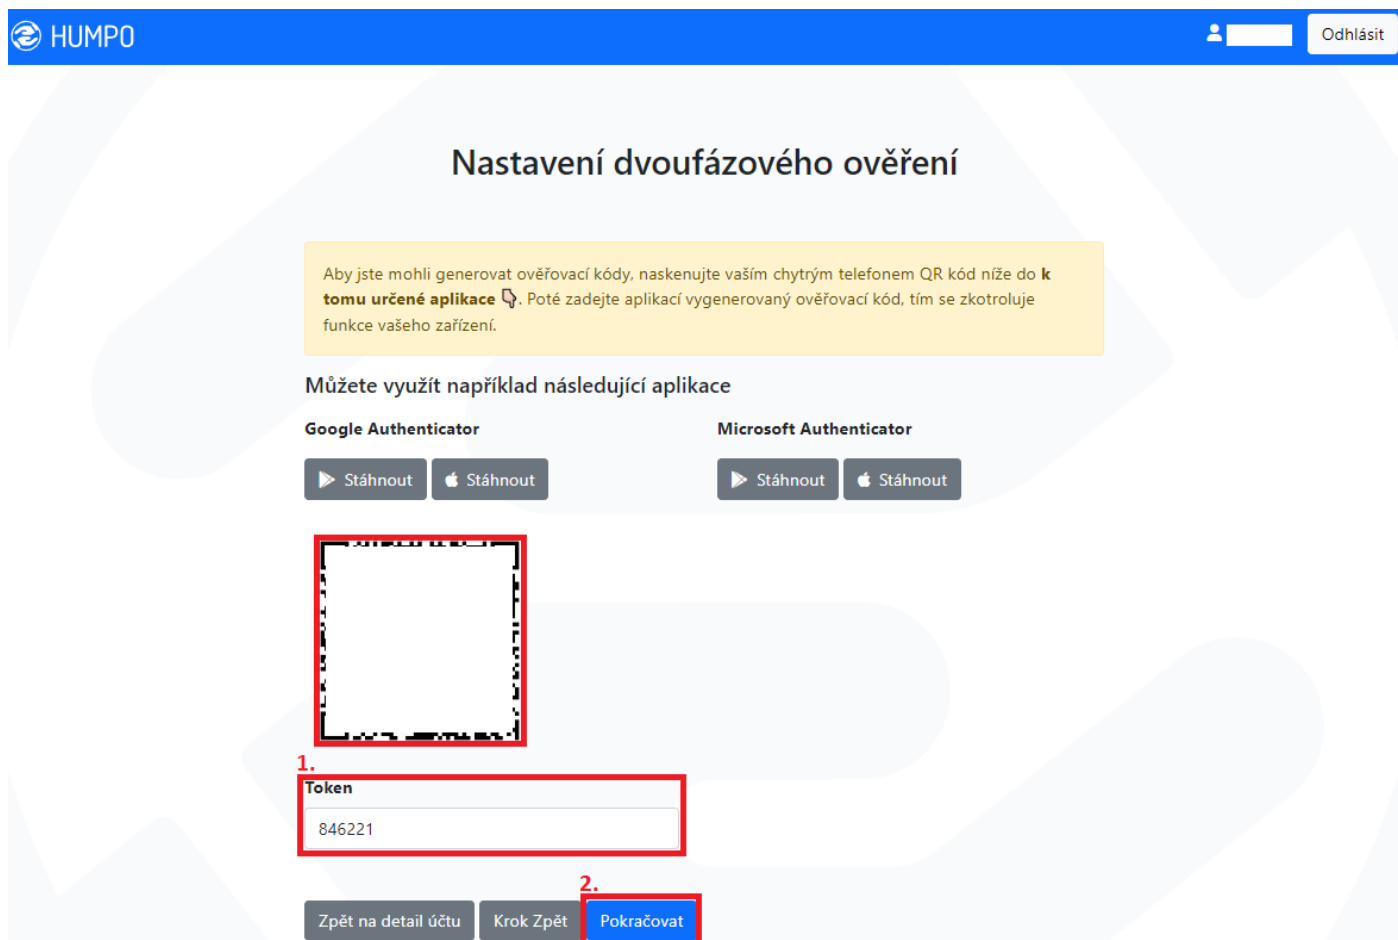 HUMPO
Odhlásit
Nastavení dvoufázového ověření
Aby jste mohli generovat ověřovací kódy, naskenujte vaším chytrým telefonem QR kód níže do k
tomu určené aplikace 👇. Poté zadejte aplikací vygenerovaný ověřovací kód, tím se zkotroluje
funkce vašeho zařízení.
Můžete využít například následující aplikace
Google Authenticator
Microsoft Authenticator
Stáhnout
Stáhnout
Stáhnout
Stáhnout
1.
Token
846221
2.
Zpět na detail účtu
Krok Zpět
Pokračovat